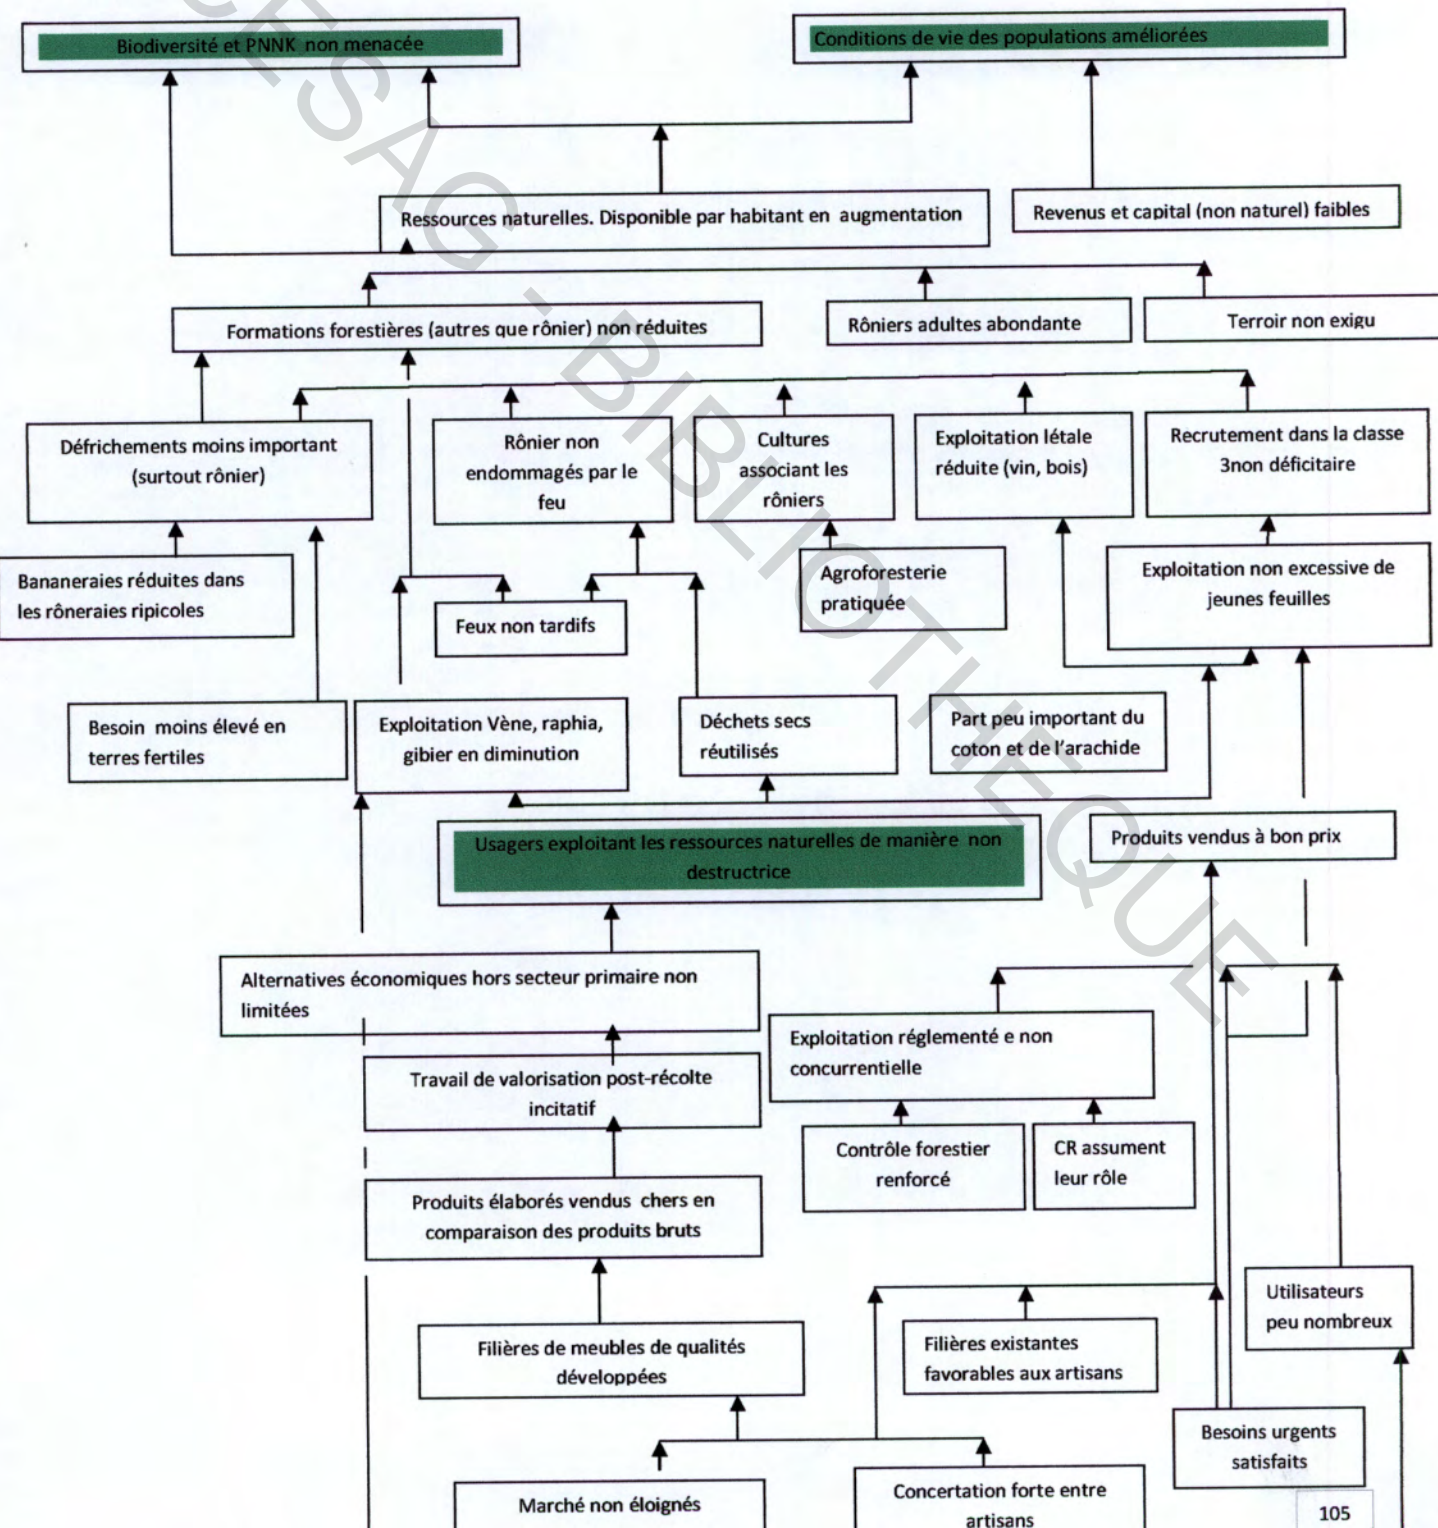 Biodiversité et PNNK non menacée
Conditions de vie des populations améliorées
Ressources naturelles. Disponible par habitant en augmentation
Revenus et capital (non naturel) faibles
Formations forestières (autres que rônier) non réduites
Rôniers adultes abondante
Terroir non exigu
Défrichements moins important
(surtout rônier)
Rônier non
endommagés par le
feu
Cultures
associant les
rôniers
Exploitation létale
réduite (vin, bois)
Recrutement dans la classe
3non déficitaire
Bananeraies réduites dans
les rôneraies ripicoles
Feux non tardifs
Agroforesterie
pratiquée
Exploitation non excessive de
jeunes feuilles
Besoin moins élevé en
terres fertiles
Exploitation Vène, raphia,
gibier en diminution
Déchets secs
réutilisés
Part peu important du
coton et de l'arachide
Usagers exploitant les ressources naturelles de manière non
destructrice
Produits vendus à bon prix
Alternatives économiques hors secteur primaire non
limitées
Exploitation réglementé e non
concurrentielle
Travail de valorisation post-récolte
incitatif
Contrôle forestier
renforcé
CR assument
leur rôle
Produits élaborés vendus chers en
comparaison des produits bruts
Utilisateurs
peu nombreux
Filières de meubles de qualités
développées
Filières existantes
favorables aux artisans
Besoins urgents
satisfaits
Marché non éloignés
Concertation forte entre
artisans
105
CESAG - BIBLIOTHEQUE